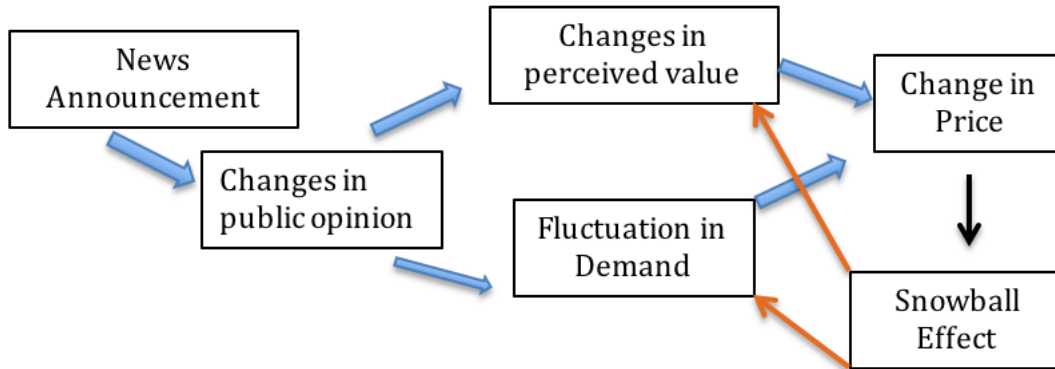 News
Announcement
Changes in
public opinion
Changes in
perceived value
Fluctuation in
Demand
Change in
Price
Snowball
Effect